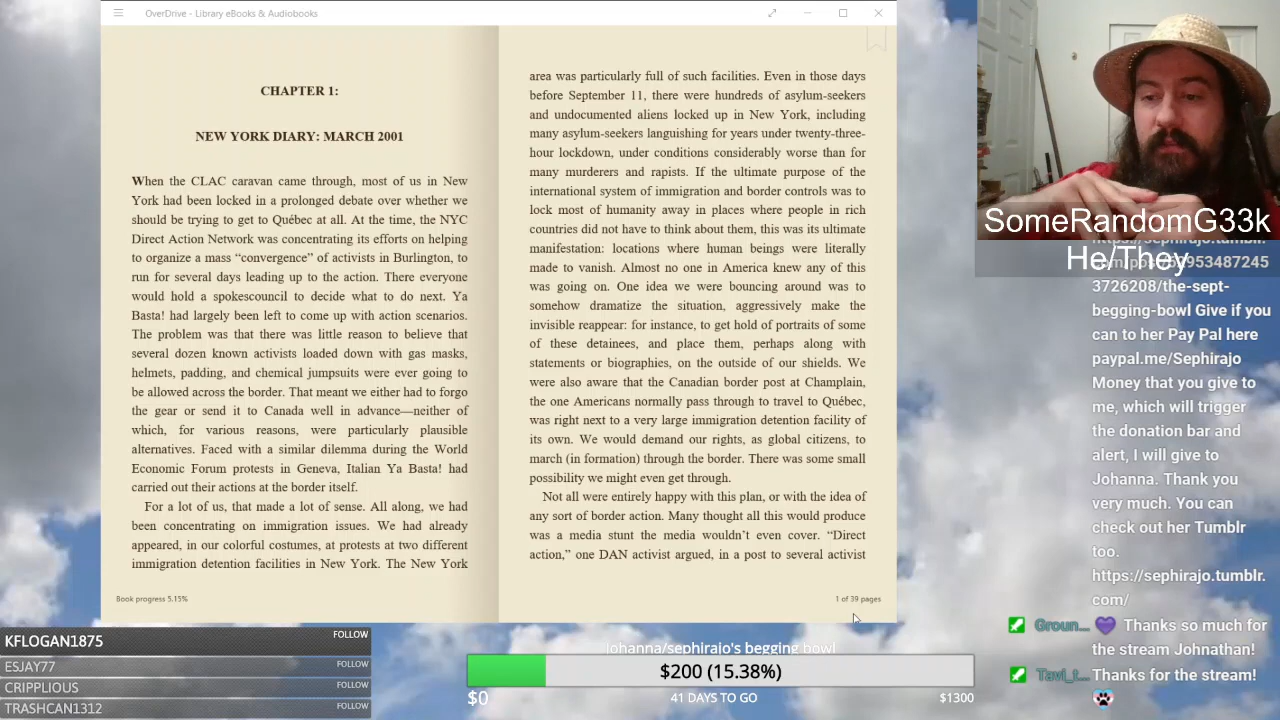 OverDrive - Library eBooks & Audiobooks
CHAPTER 1:
NEW YORK DIARY: MARCH 2001
When the CLAC caravan came through, most of us in New
York had been locked in a prolonged debate over whether we
should be trying to get to Québec at all. At the time, the NYC
Direct Action Network was concentrating its efforts on helping
to organize a mass “convergence” of activists in Burlington, to
run for several days leading up to the action. There everyone
would hold a spokescouncil to decide what to do next. Ya
Basta! had largely been left to come up with action scenarios.
The problem was that there was little reason to believe that
several dozen known activists loaded down with gas masks,
helmets, padding, and chemical jumpsuits were ever going to
be allowed across the border. That meant we either had to forgo
the gear or send it to Canada well in advance—neither of
which, for various reasons, were particularly plausible
alternatives. Faced with a similar dilemma during the World
Economic Forum protests in Geneva, Italian Ya Basta! had
carried out their actions at the border itself.
For a lot of us, that made a lot of sense. All along, we had
been concentrating on immigration issues. We had already
appeared, in our colorful costumes, at protests at two different
immigration detention facilities in New York. The New York
Book progress 5.15%
area was particularly full of such facilities. Even in those days
before September 11, there were hundreds of asylum-seekers
and undocumented aliens locked up in New York, including
many asylum-seekers languishing for years under twenty-three-
hour lockdown, under conditions considerably worse than for
many murderers and rapists. If the ultimate purpose of the
international system of immigration and border controls was to
lock most of humanity away in places where people in rich
countries did not have to think about them, this was its ultimate
manifestation: locations where human beings were literally
made to vanish. Almost no one in America knew any of this
was going on. One idea we were bouncing around was to
somehow dramatize the situation, aggressively make the
invisible reappear: for instance, to get hold of portraits of some
of these detainees, and place them, perhaps along with
statements or biographies, on the outside of our shields. We
were also aware that the Canadian border post at Champlain,
the one Americans normally pass through to travel to Québec,
was right next to a very large immigration detention facility of
its own. We would demand our rights, as global citizens, to
march (in formation) through the border. There was some small
possibility we might even get through.
Not all were entirely happy with this plan, or with the idea of
any sort of border action. Many thought all this would produce
was a media stunt the media wouldn’t even cover. “Direct
action,” one DAN activist argued, in a post to several activist
1 of 39 pages
SomeRandomG33k
He/They
3726208/the-sept-
begging-bowl Give if you
can to her Pay Pal here
paypal.me/Sephirajo
Money that you give to
me, which will trigger
the donation bar and
alert, I will give to
Johanna. Thank you
very much. You can
check out her Tumblr
too.
https://sephirajo.tumblr.
com/
Groun... 💜 Thanks so much for
the stream Johnathan!
Tavi_t... Thanks for the stream!
KFLOGAN1875 FOLLOW
ESJAY77 FOLLOW
CRIPPLIOUS FOLLOW
TRASHCAN1312 FOLLOW
Johanna/sephirajo's begging bowl
$200 (15.38%)
$0 41 DAYS TO GO $1300